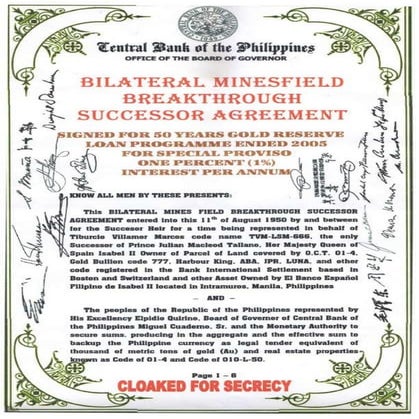 Central Bank of the Philippines
OFFICE OF THE BOARD OF GOVERNOR
BILATERAL MINESFIELD
BREAKTHROUGH
SUCCESSOR AGREEMENT
SIGNED FOR 50 YEARS GOLD RESERVE
LOAN PROGRAMME ENDED 2005
FOR SPECIAL PROVISO
ONE PERCENT (1%)
INTEREST PER ANNUM
KNOW ALL MEN BY THESE PRESENTS:
This BILATERAL MINES FIELD BREAKTHROUGH SUCCESSOR
AGREEMENT entered into this 11th of August 1950 by and between
for the Succesor Heir for a time being represented in behalf of
Tiburcio Villamor Marcos code name TVM-LSM-666, the only
Successor of Prince Julian Macleod Tallano, Her Majesty Queen of
Spain Isabel II Owner of Parcel of Land covered by O.C.T. 01-4,
Gold Bullion code 777, Harbour King, ABA, IPR, LUNA, and other
code registered in the Bank International Settlement based in
Boston and Switzerland and other Asset Owned by El Banco Español
Filipino de Isabel II located in Intramuros, Manila, Philippines
— AND —
The peoples of the Republic of the Philippines represented by
His Excellency Elpidio Quirino, Board of Governor of Central Bank of
the Philippines Miguel Cuaderno, Sr. and the Monetary Authority to
secure sums, producing in the aggregate and the effective sum to
backup the Philippine currency as legal tender equivalent of
thousand of metric tons of gold (Au) and real estate properties
known as Code of 01-4 and Code of 010-L-50.
Page 1 - 8
CLOAKED FOR SECRECY